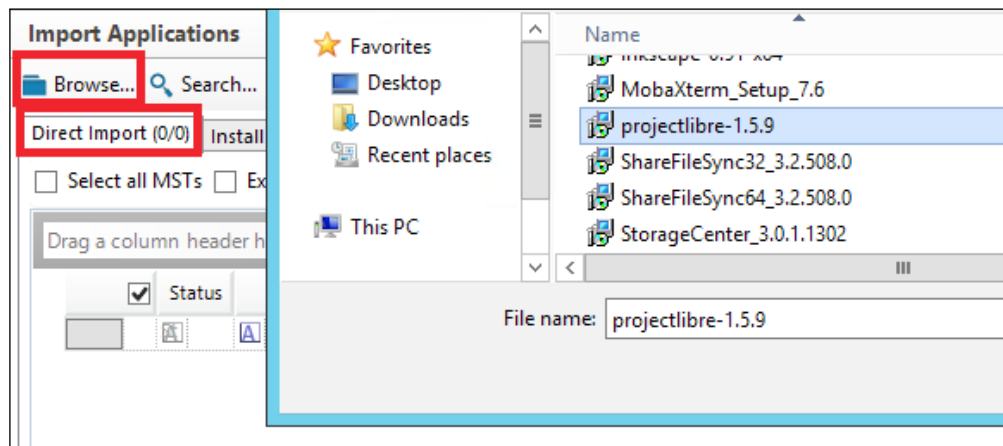 Import Applications
Browse...
Search...
Direct Import (0/0)
Install
Select all MSTs
Ex
Drag a column header h
Status
Favorites
Desktop
Downloads
Recent places
This PC
Name
MobaXterm_Setup_7.6
projectlibre-1.5.9
ShareFileSync32_3.2.508.0
ShareFileSync64_3.2.508.0
StorageCenter_3.0.1.1302
File name:
projectlibre-1.5.9